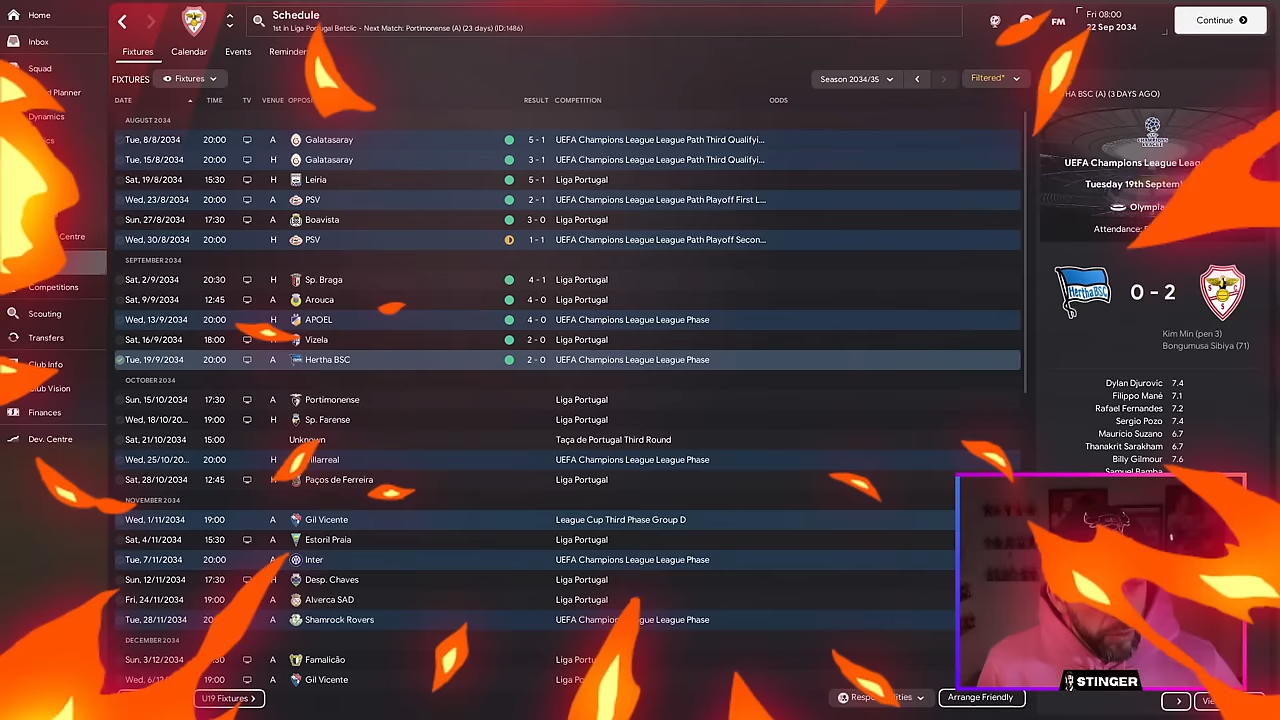 Home
Inbox
Squad
Planner
Dynamics
Centre
Competitions
Scouting
Transfers
Club Info
Club Vision
Finances
Dev. Centre
Schedule
1st in Liga Portugal Betclic - Next Match: Portimonense (A) (23 days) (ID:1486)
FM
Fri 08:00
22 Sep 2034
Continue
Fixtures Calendar Events Reminder
FIXTURES Fixtures
Season 2034/35 Filtered*
DATE TIME TV VENUE RESULT COMPETITION ODDS
AUGUST 2034
Tue, 8/8/2034 20:00 A Galatasaray 5 - 1 UEFA Champions League League Path Third Qualifyi...
Tue, 15/8/2034 20:00 H Galatasaray 3 - 1 UEFA Champions League League Path Third Qualifyi...
Sat, 19/8/2034 15:30 H Leiria 5 - 1 Liga Portugal
Wed, 23/8/2034 20:00 A PSV 2 - 1 UEFA Champions League League Path Playoff First L...
Sun, 27/8/2034 17:30 A Boavista 3 - 0 Liga Portugal
Wed, 30/8/2034 20:00 H PSV 1 - 1 UEFA Champions League League Path Playoff Secon...
SEPTEMBER 2034
Sat, 2/9/2034 20:30 H Sp. Braga 4 - 1 Liga Portugal
Sat, 9/9/2034 12:45 A Arouca 4 - 0 Liga Portugal
Wed, 13/9/2034 20:00 H APOEL 4 - 0 UEFA Champions League League Phase
Sat, 16/9/2034 18:00 Vizela 2 - 0 Liga Portugal
Tue, 19/9/2034 20:00 A Hertha BSC 2 - 0 UEFA Champions League League Phase
OCTOBER 2034
Sun, 15/10/2034 17:30 A Portimonense Liga Portugal
Wed, 18/10/20... 19:00 H Sp. Farense Liga Portugal
Sat, 21/10/2034 15:00 Unknown Taça de Portugal Third Round
Wed, 25/10/20... 20:00 H Villarreal UEFA Champions League League Phase
Sat, 28/10/2034 12:45 A Paços de Ferreira Liga Portugal
NOVEMBER 2034
Wed, 1/11/2034 19:00 A Gil Vicente League Cup Third Phase Group D
Sat, 4/11/2034 15:30 A Estoril Praia Liga Portugal
Tue, 7/11/2034 20:00 A Inter UEFA Champions League League Phase
Sun, 12/11/2034 17:30 H Desp. Chaves Liga Portugal
Fri, 24/11/2034 19:00 A Alverca SAD Liga Portugal
Tue, 28/11/2034 A Shamrock Rovers UEFA Champions League League Phase
DECEMBER 2034
Sun, 3/12/2034 A Famalicão Liga
A Gil Vicente Liga Portugal
U19 Fixtures
Arrange Friendly
BSC (A) (3 DAYS AGO)
UEFA Champions League
Tuesday 19th September
Attendance:
Hertha BSC
0 - 2
Kim Min (pen 3)
Bongumusa Sibiya (71)
Dylan Djurovic 7.4
Filippo Mané 7.1
Rafael Fernandes 7.2
Sergio Pozo 7.4
Maurício Suzano 6.7
Thanakrit Sarakham 6.7
Billy Gilmour 7.6
Samuel Bamba
STINGER